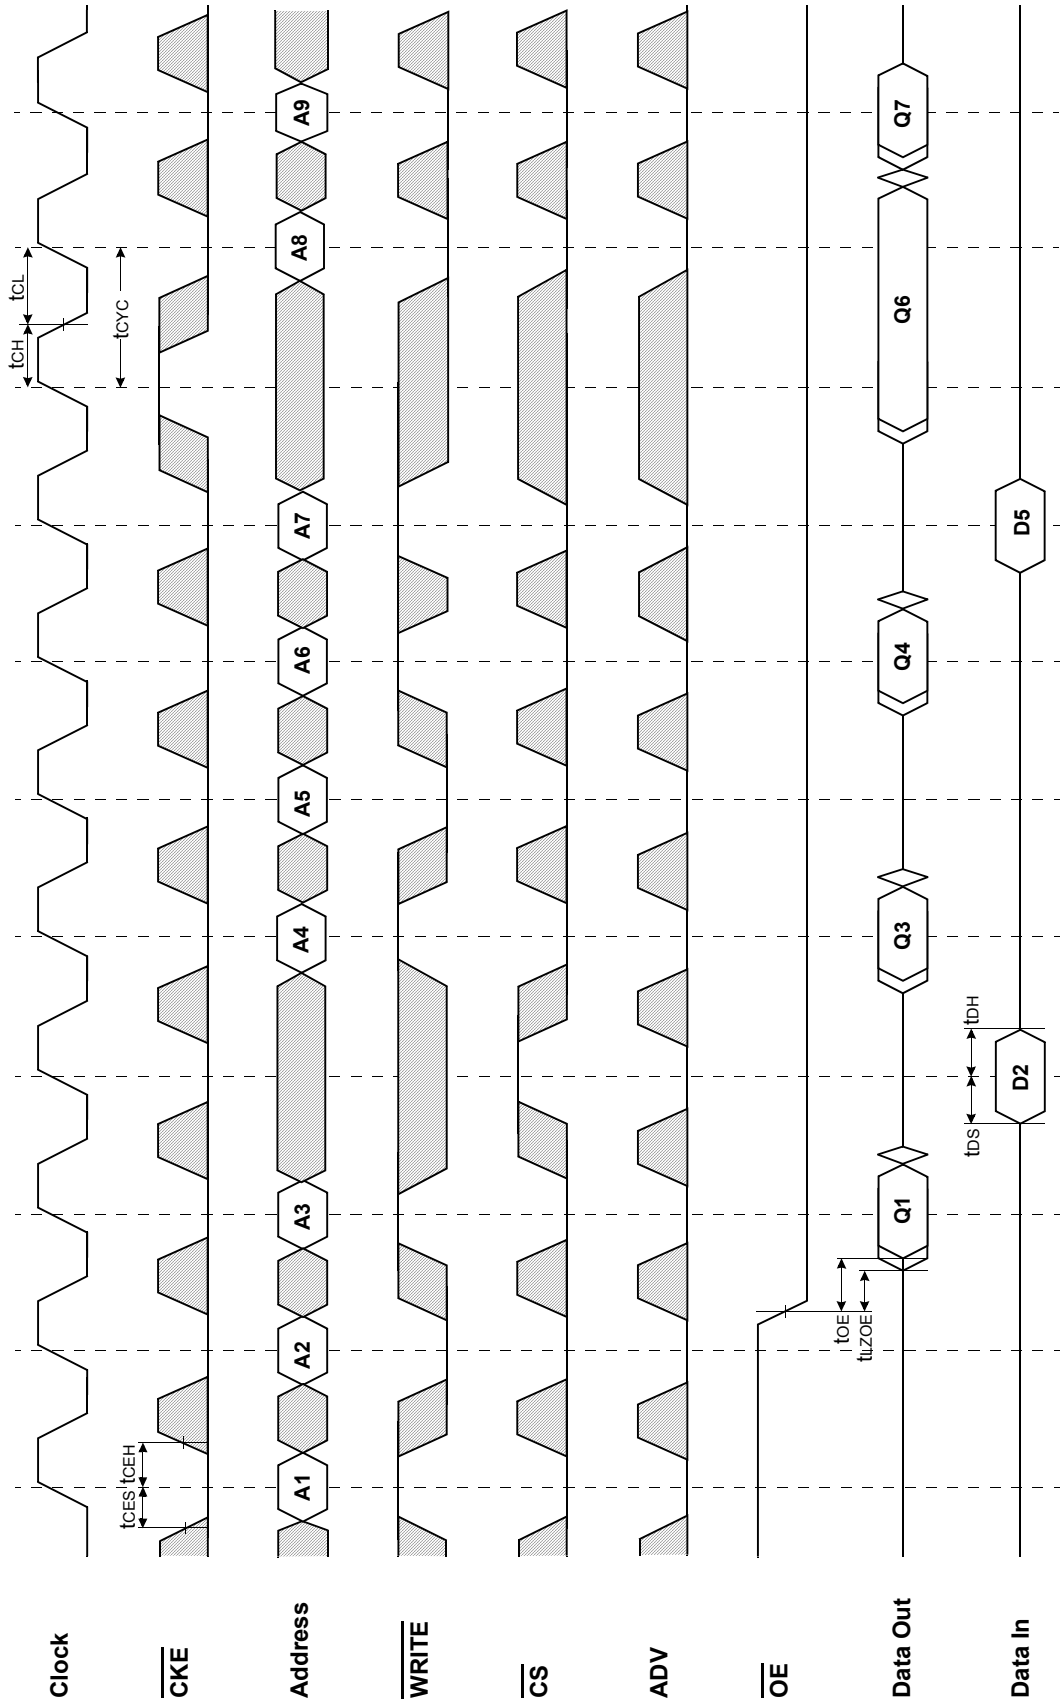 Clock
tCH
tCL
CKE
tCES
tCEH
tCYC
Address
A1
A2
A3
A4
A5
A6
A7
A8
A9
WRITE
CS
ADV
OE
tOE
tLZOE
Data Out
Q1
Q3
Q4
Q6
Q7
Data In
tDS
tDH
D2
D5